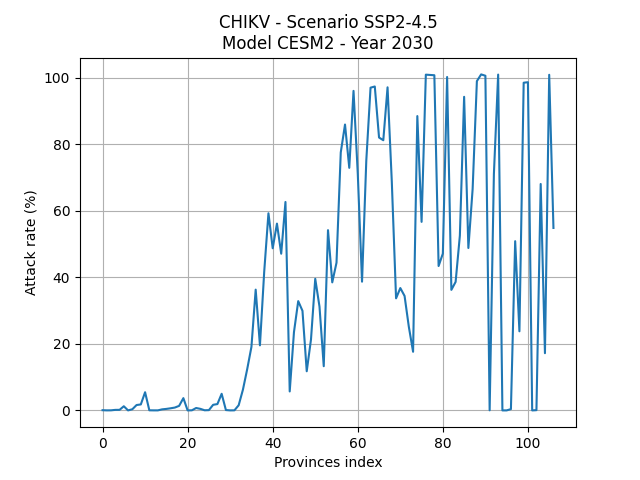 CHIKV - Scenario SSP2-4.5
Model CESM2 - Year 2030
Attack rate (%)
100
80
60
40
20
0
0 20 40 60 80 100
Provinces index